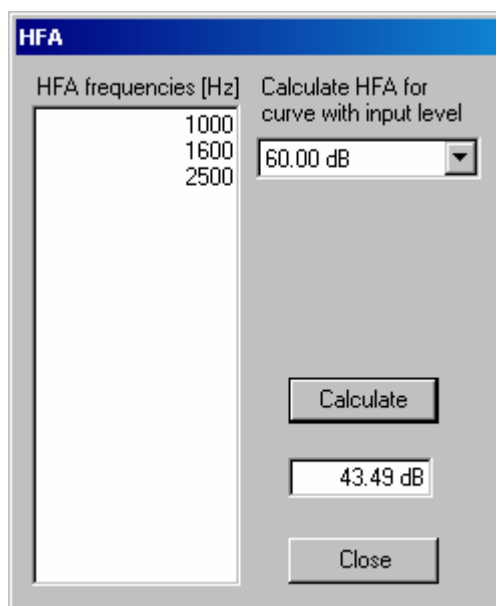 HFA
HFA frequencies [Hz]
1000
1600
2500
Calculate HFA for
curve with input level
60.00 dB
Calculate
43.49 dB
Close